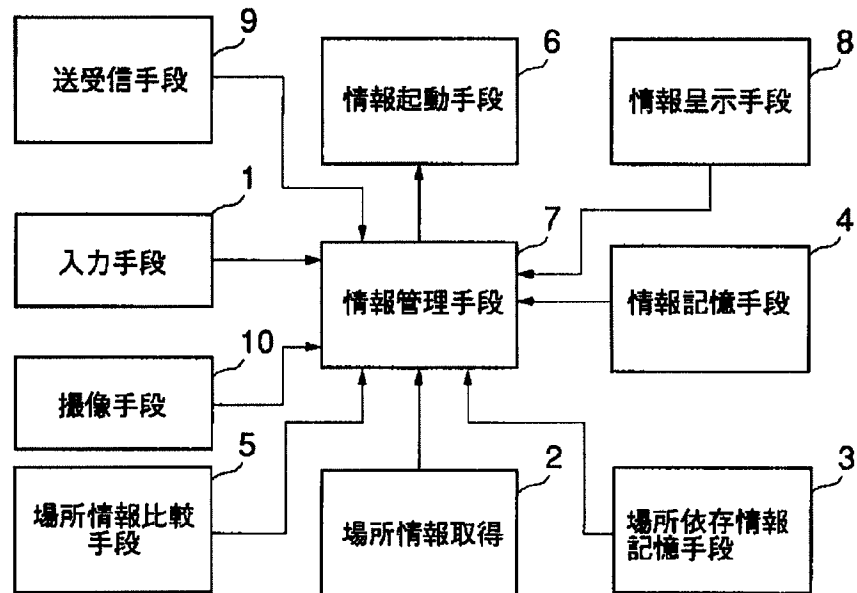 9
送受信手段
6
情報起動手段
8
情報呈示手段
1
入力手段
7
情報管理手段
4
情報記憶手段
10
撮像手段
5
場所情報比較
手段
2
場所情報取得
3
場所依存情報
記憶手段